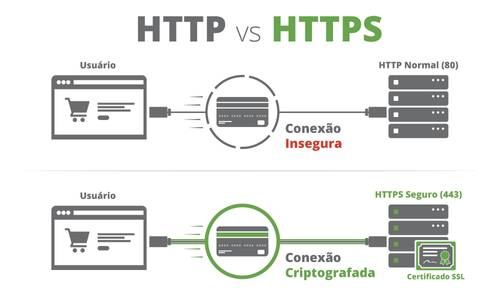 HTTP vs HTTPS
Usuário
HTTP Normal (80)
Conexão
Insegura
Usuário
HTTPS Seguro (443)
Conexão
Criptografada
Certificado SSL